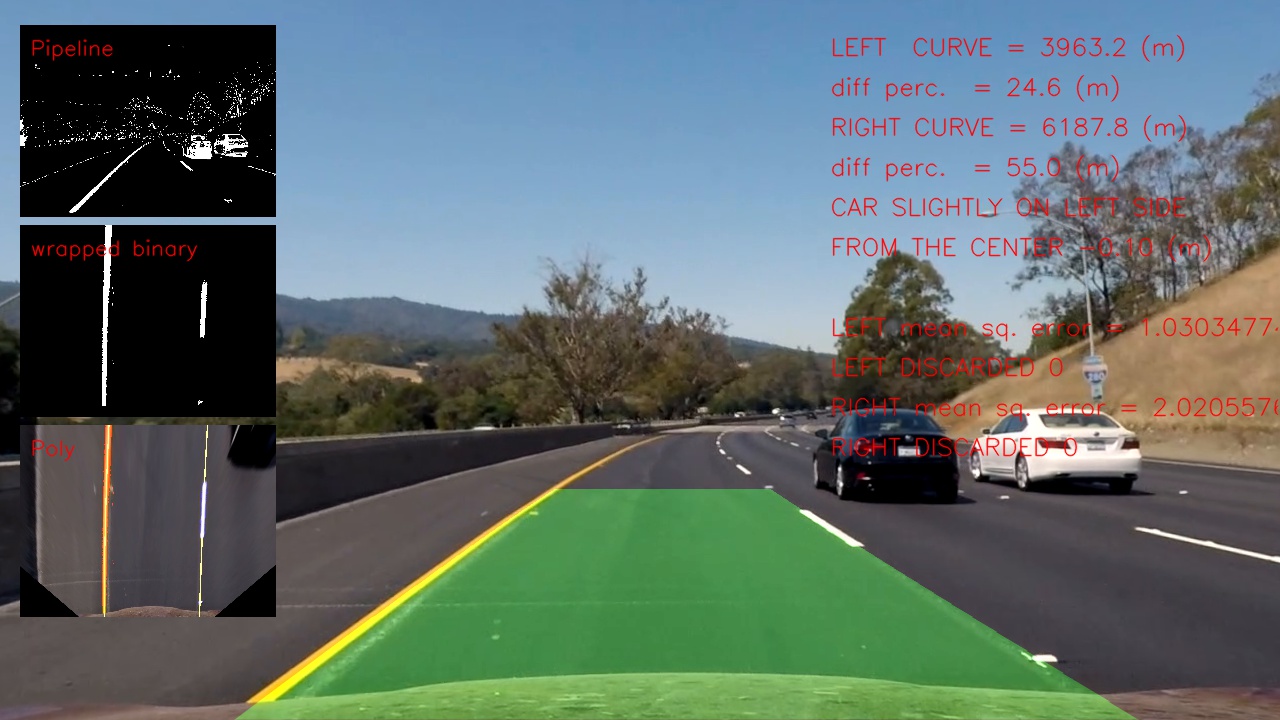 Pipeline
wrapped binary
Poly
LEFT CURVE = 3963.2 (m)
diff perc. = 24.6 (m)
RIGHT CURVE = 6187.8 (m)
diff perc. = 55.0 (m)
CAR SLIGHTLY ON LEFT SIDE
FROM THE CENTER -0.10 (m)
LEFT mean sq. error = 1.0303477
LEFT DISCARDED 0
RIGHT mean sq. error = 2.0205576
RIGHT DISCARDED 0
280